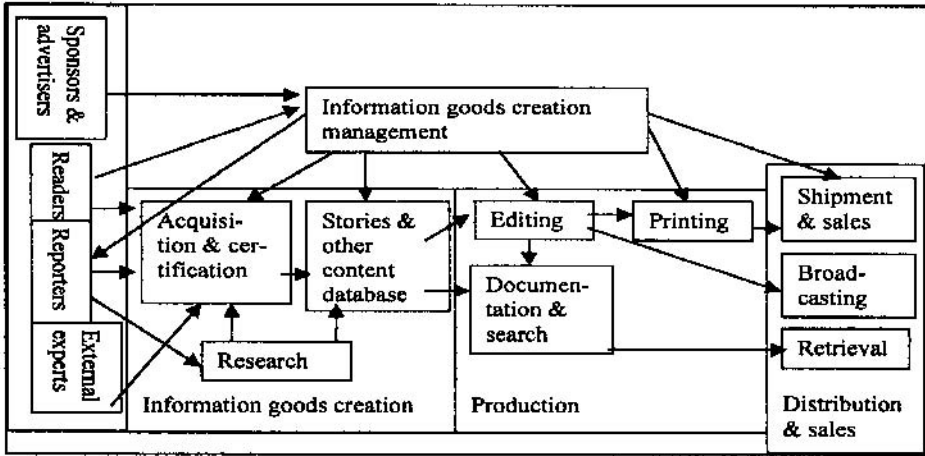 Sponsors &
advertisers
Readers
Reporters
External
experts
Information goods creation
management
Acquisi-
tion & cer-
tification
Stories &
other
content
database
Research
Information goods creation
Editing
Printing
Documen-
tation &
search
Production
Shipment
& sales
Broad-
casting
Retrieval
Distribution
& sales